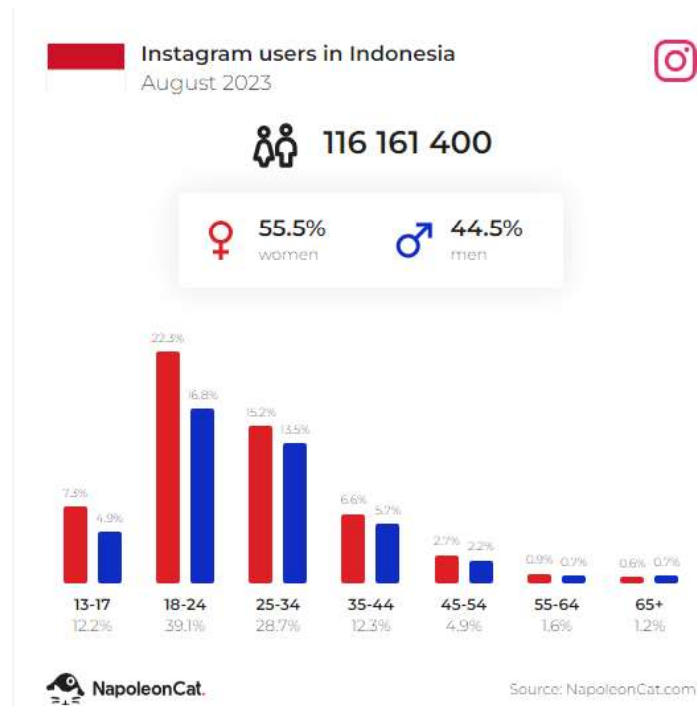 Instagram users in Indonesia
August 2023
116 161 400
55.5%
women
44.5%
men
7.3% 4.9%
22.3% 16.8%
15.2% 13.5%
6.6% 5.7%
2.7% 2.2%
0.9% 0.7%
0.6% 0.7%
13-17 18-24 25-34 35-44 45-54 55-64 65+
12.2% 39.1% 28.7% 12.3% 4.9% 1.6% 1.2%
NapoleonCat.
Source: NapoleonCat.com